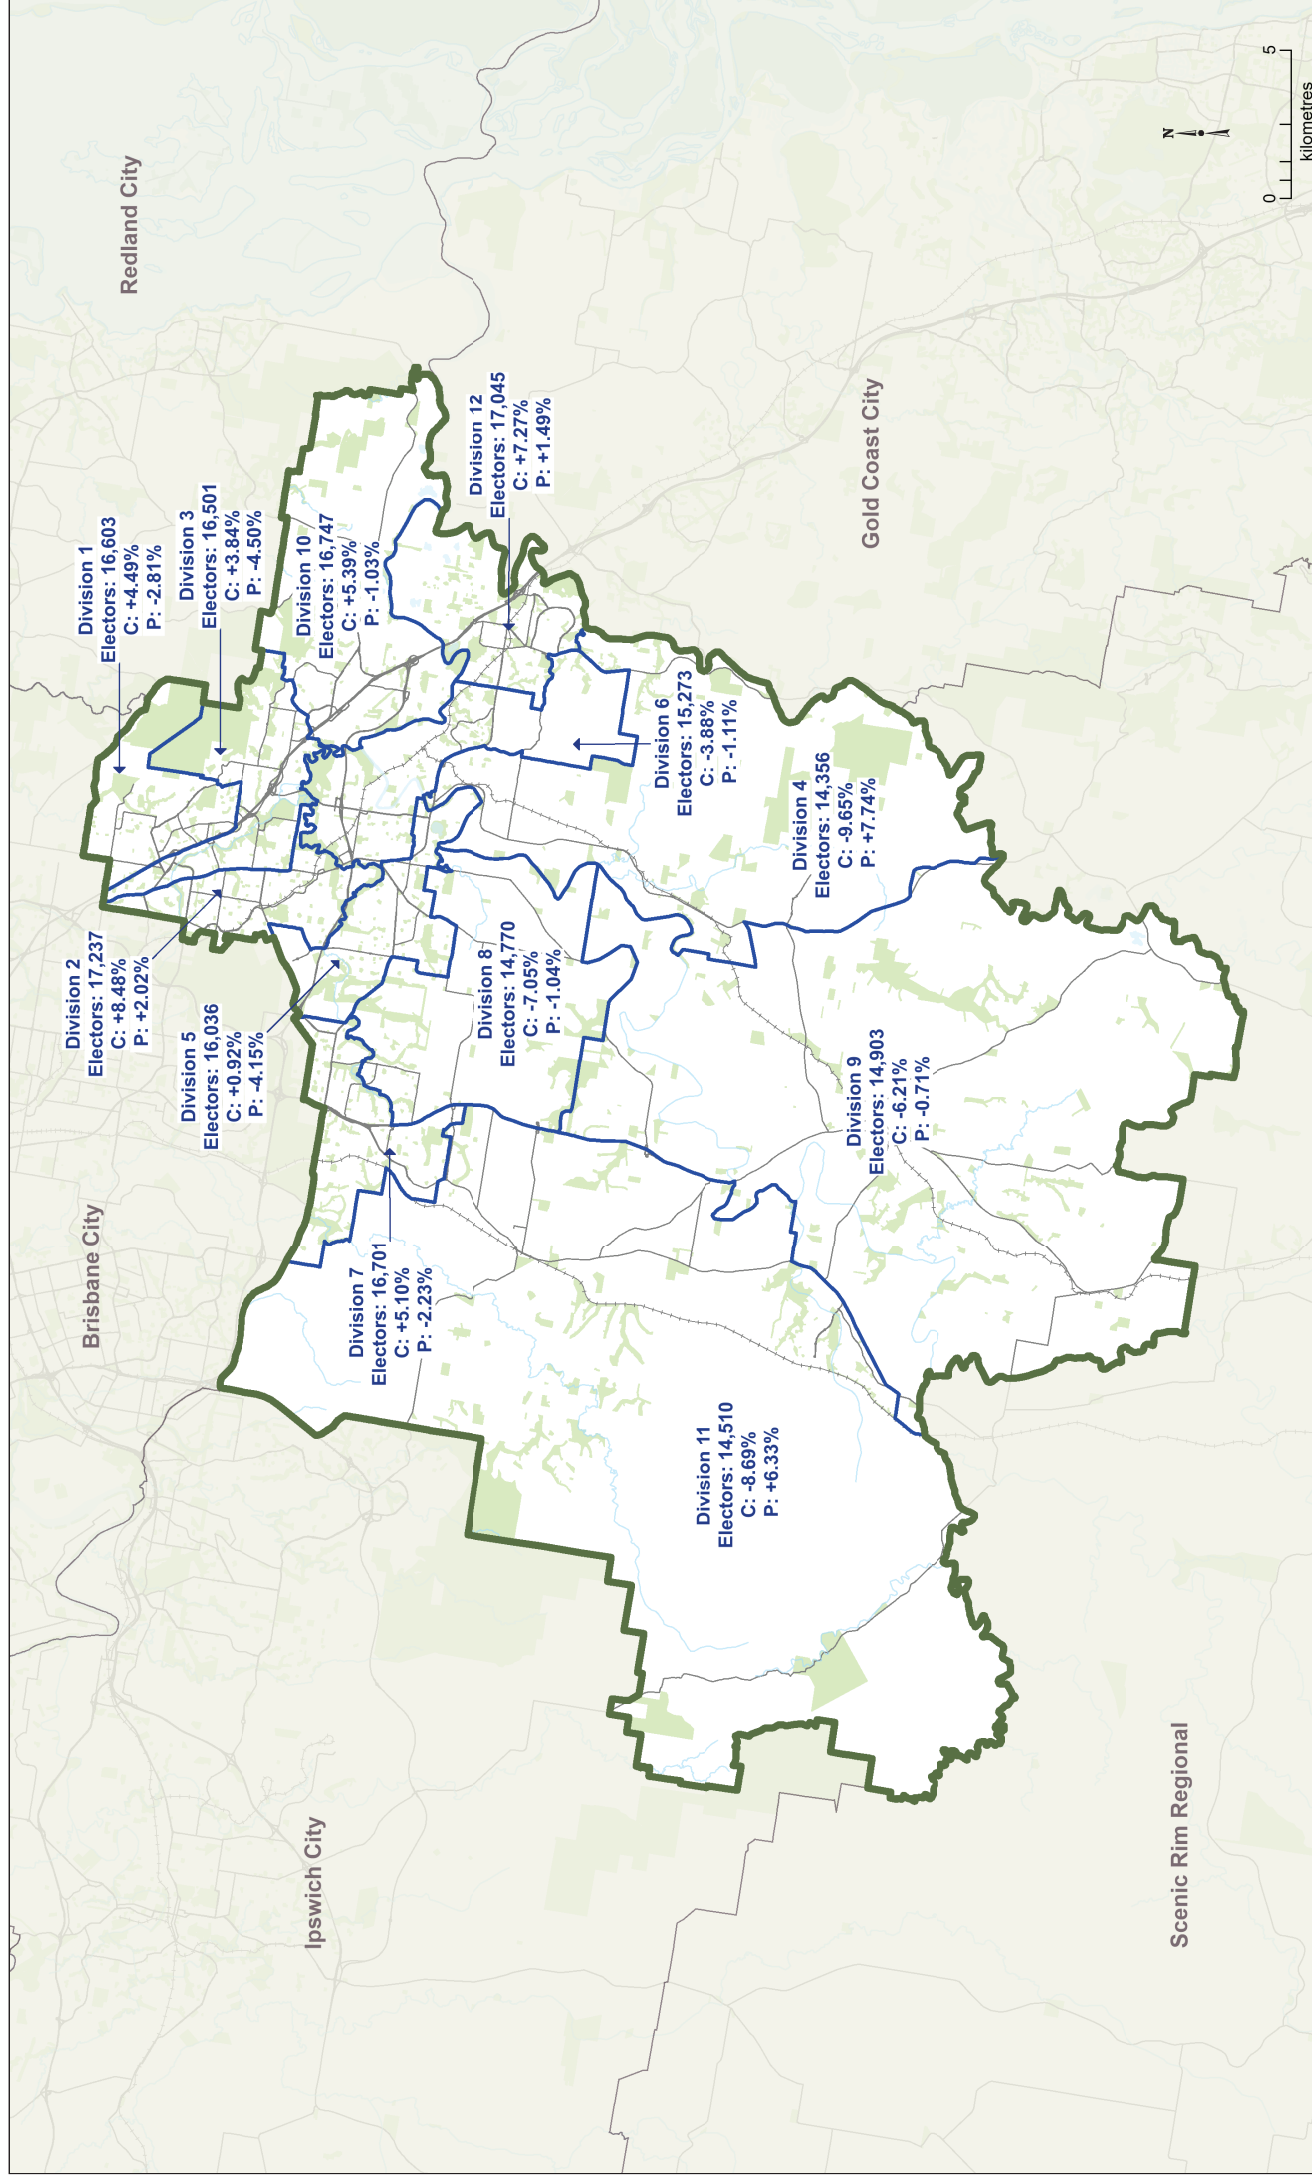 Redland City
Division 1
Electors: 16,603
C: +4.49%
P: -2.81%
Division 3
Electors: 16,501
C: +3.84%
P: -4.50%
Division 10
Electors: 16,747
C: +5.39%
P: -1.03%
Division 12
Electors: 17,045
C: +7.27%
P: +1.49%
Division 2
Electors: 17,237
C: +8.48%
P: +2.02%
Division 5
Electors: 16,036
C: +0.92%
P: -4.15%
Brisbane City
Division 7
Electors: 16,701
C: +5.10%
P: -2.23%
Division 8
Electors: 14,770
C: -7.05%
P: -1.04%
Division 6
Electors: 15,273
C: -3.88%
P: -1.11%
Division 4
Electors: 14,356
C: -9.65%
P: +7.74%
Division 9
Electors: 14,903
C: -6.21%
P: -0.71%
Division 11
Electors: 14,510
C: -8.69%
P: +6.33%
Ipswich City
Gold Coast City
Scenic Rim Regional
N
0 5
kilometres